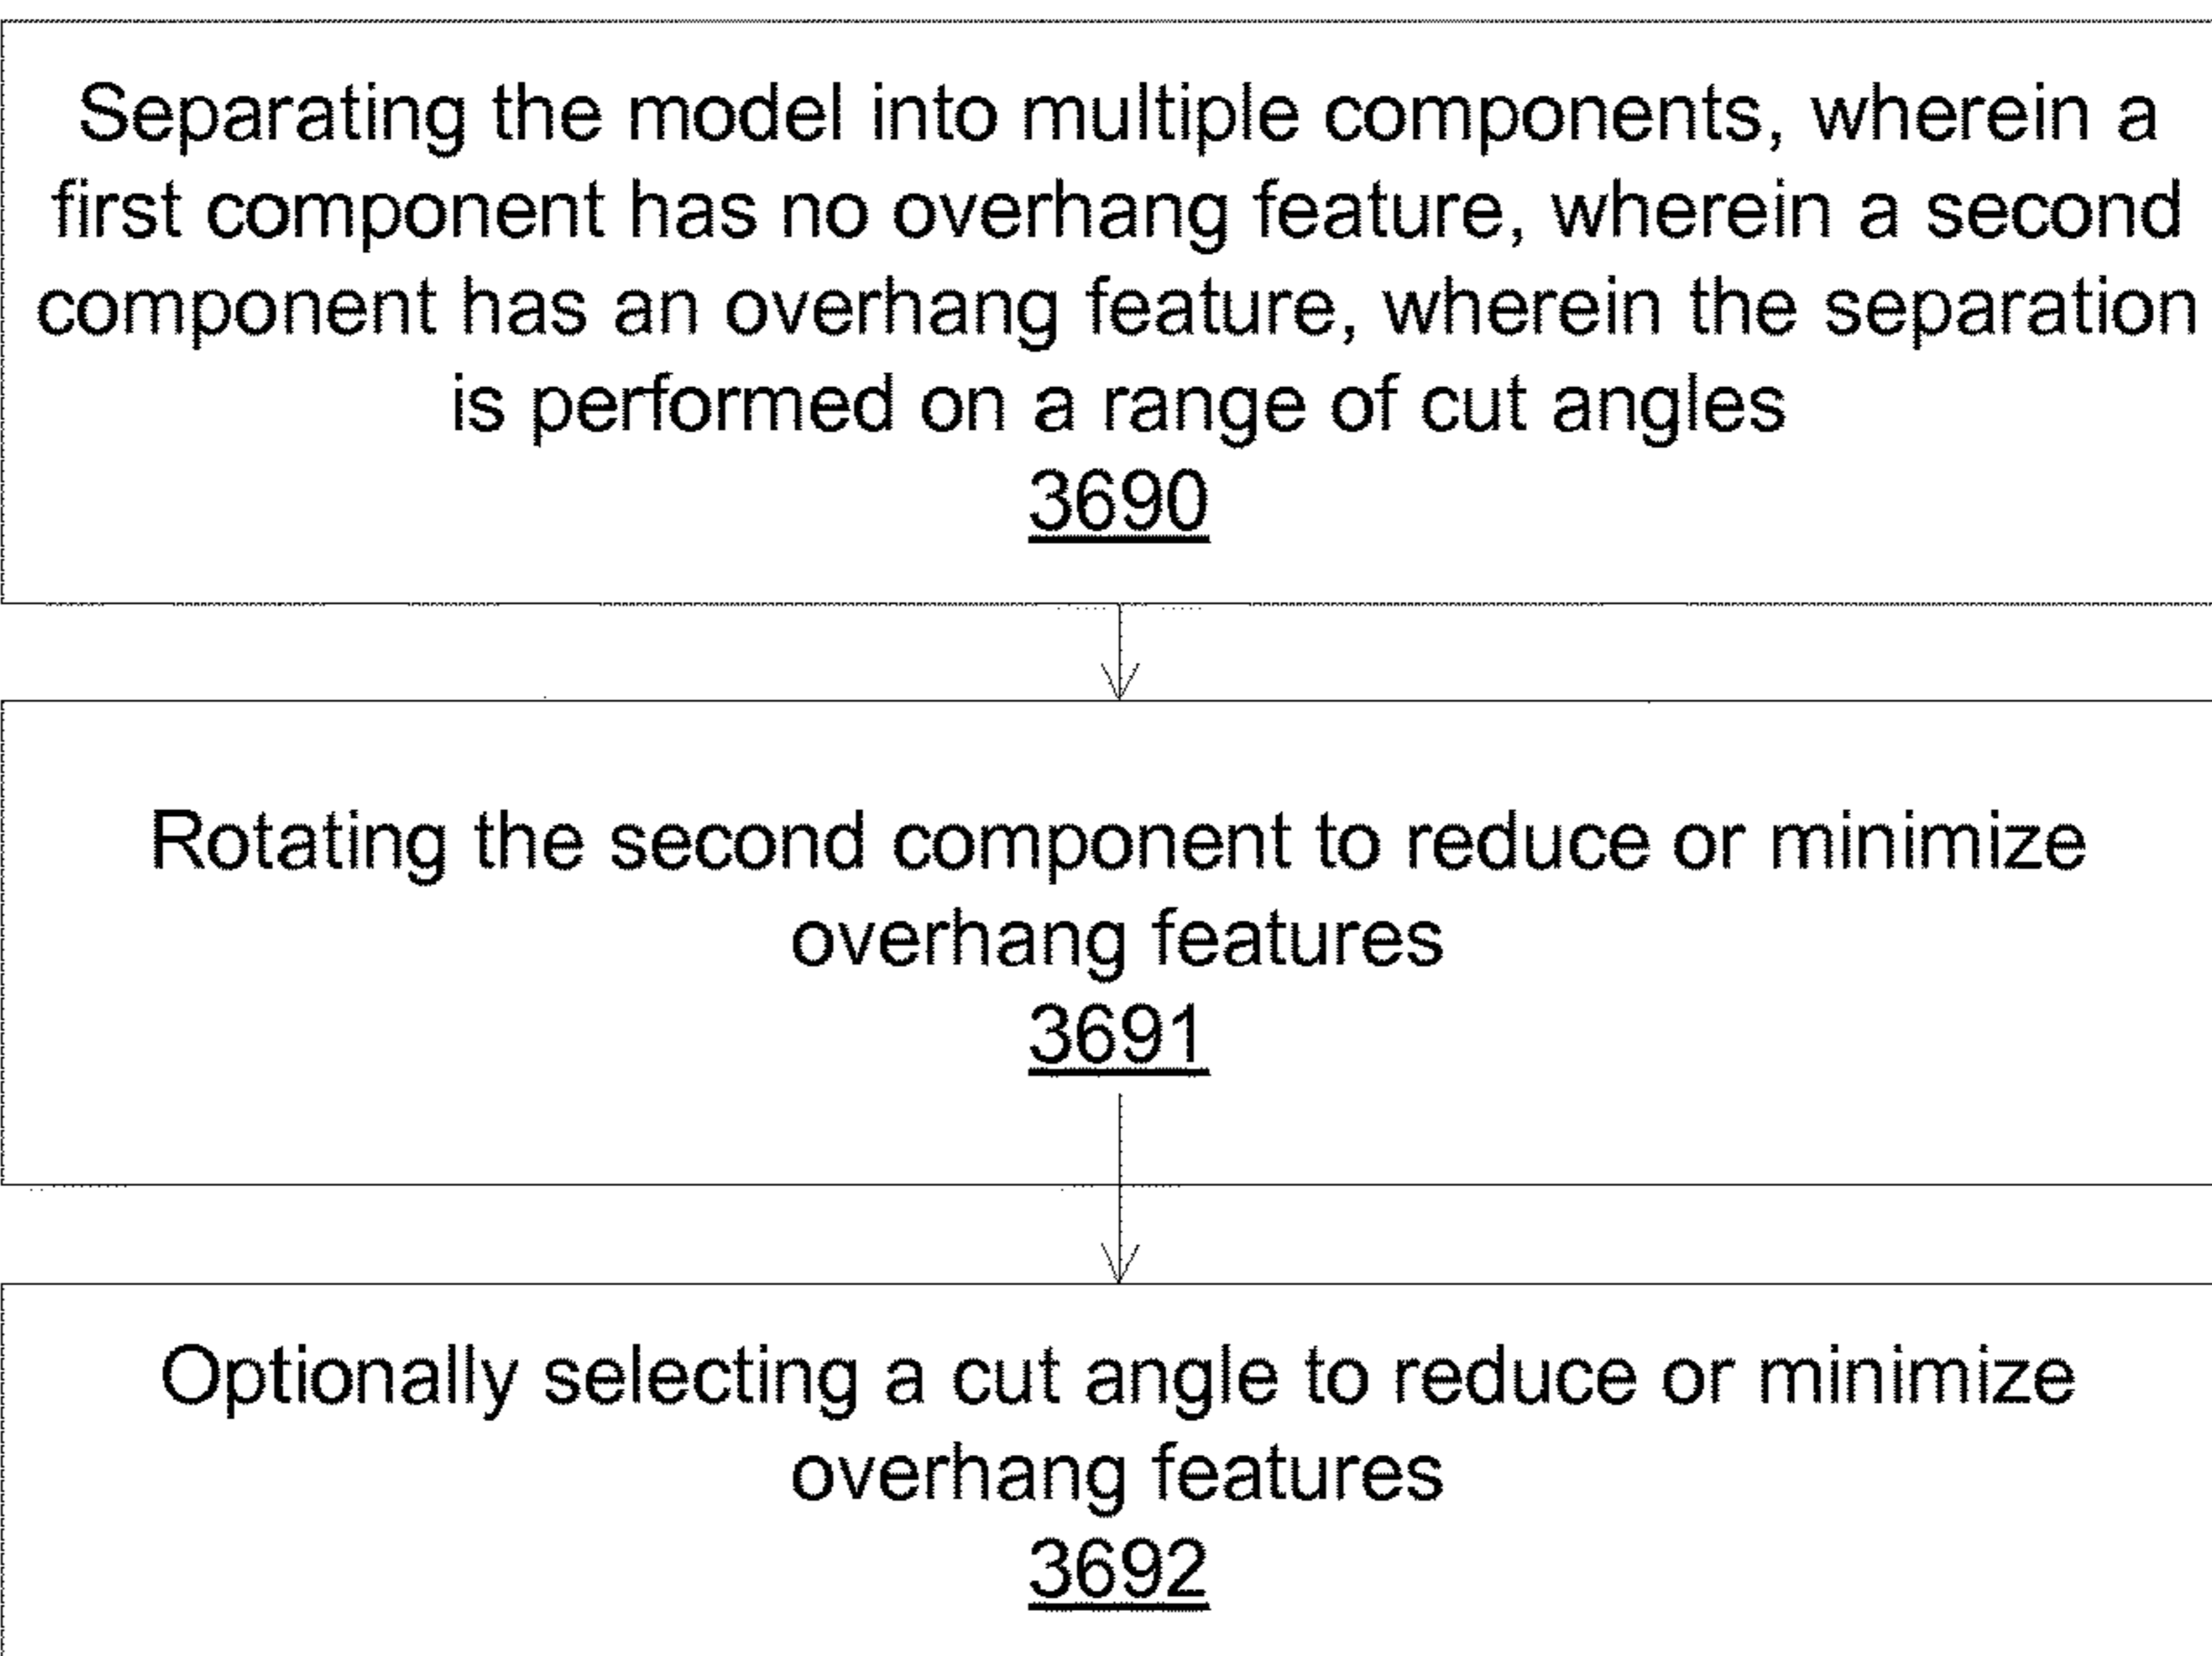 Separating the model into multiple components, wherein a
first component has no overhang feature, wherein a second
component has an overhang feature, wherein the separation
is performed on a range of cut angles
3690
Rotating the second component to reduce or minimize
overhang features
3691
Optionally selecting a cut angle to reduce or minimize
overhang features
3692